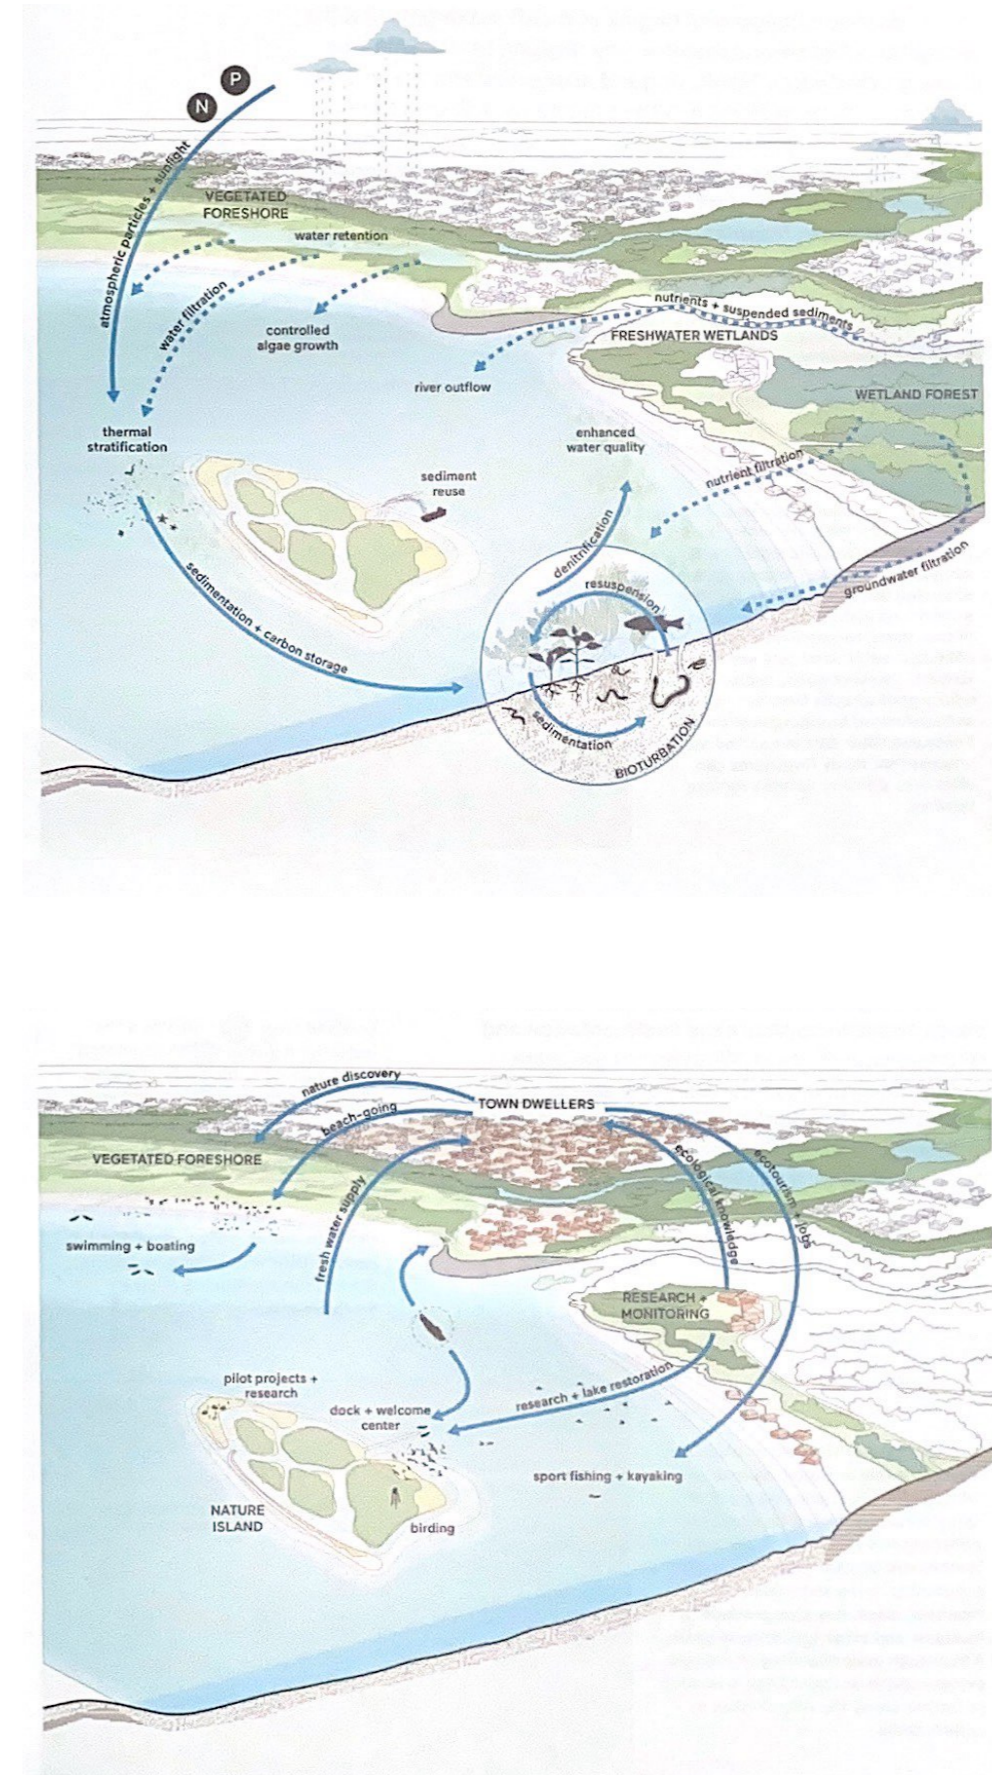 P
N
atmospheric particles + sunlight
VEGETATED
FORESHORE
water retention
water filtration
controlled
algae growth
nutrients + suspended sediments
FRESHWATER WETLANDS
river outflow
WETLAND FOREST
thermal
stratification
enhanced
water quality
nutrient filtration
sediment
reuse
denitrification
groundwater filtration
resuspension
sedimentation + carbon storage
sedimentation
BIOTURBATION
nature discovery
TOWN DWELLERS
beach-going
VEGETATED FORESHORE
ecological knowledge
ecotourism + jobs
fresh water supply
swimming + boating
RESEARCH +
MONITORING
pilot projects +
research
research + lake restoration
dock + welcome
center
sport fishing + kayaking
NATURE
ISLAND
birding